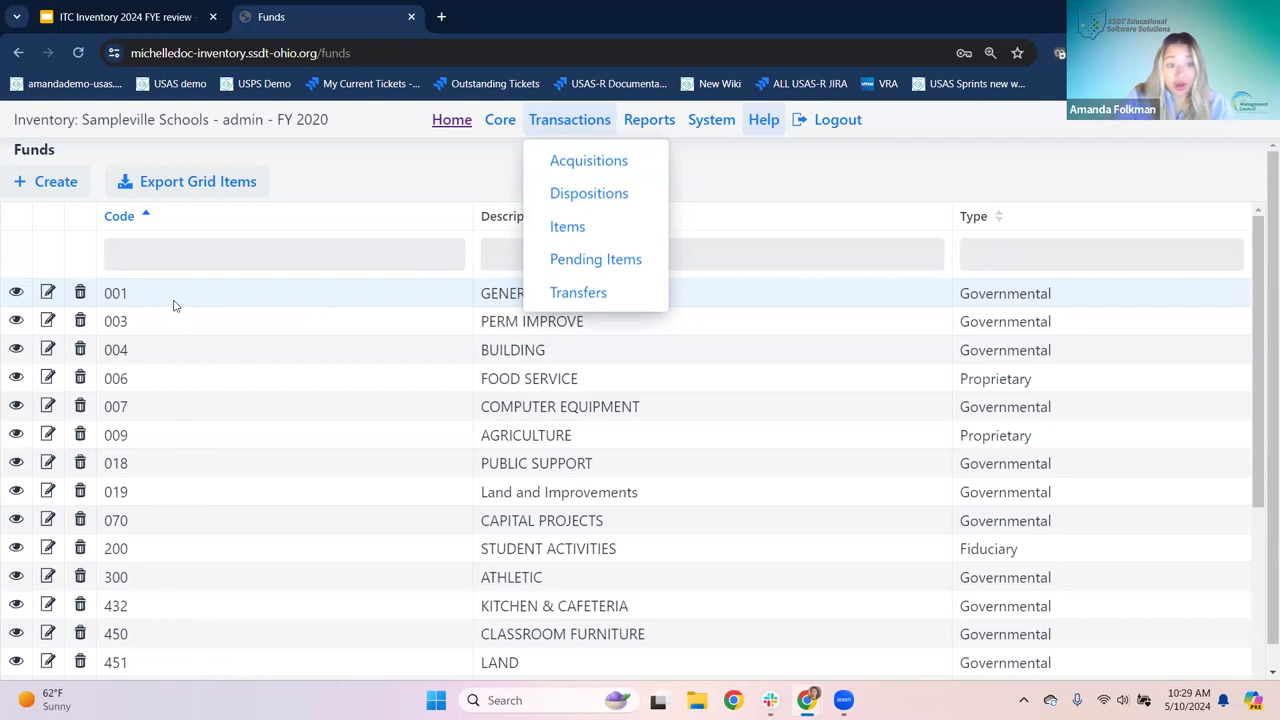 ITC Inventory 2024 FYE review -
Funds
michelledoc-inventory.ssdt-ohio.org/funds
amandademo-usas...
USAS demo
USPS Demo
My Current Tickets -...
Outstanding Tickets
USAS-R Documenta...
New Wiki
ALL USAS-R JIRA
VRA
USAS Sprints new w...
SSDT Educational
Software Solutions
Management
Council
Amanda Folkman
Inventory: Sampleville Schools - admin - FY 2020
Home Core Transactions Reports System Help Logout
Funds
+ Create
Export Grid Items
Acquisitions
Dispositions
Items
Pending Items
Transfers
Code Descrip Type
001 GENER Governmental
003 PERM IMPROVE Governmental
004 BUILDING Governmental
006 FOOD SERVICE Proprietary
007 COMPUTER EQUIPMENT Governmental
009 AGRICULTURE Proprietary
018 PUBLIC SUPPORT Governmental
019 Land and Improvements Governmental
070 CAPITAL PROJECTS Governmental
200 STUDENT ACTIVITIES Fiduciary
300 ATHLETIC Governmental
432 KITCHEN & CAFETERIA Governmental
450 CLASSROOM FURNITURE Governmental
451 LAND Governmental
62°F
Sunny
Search
zoom
10:29 AM
5/10/2024
PRE